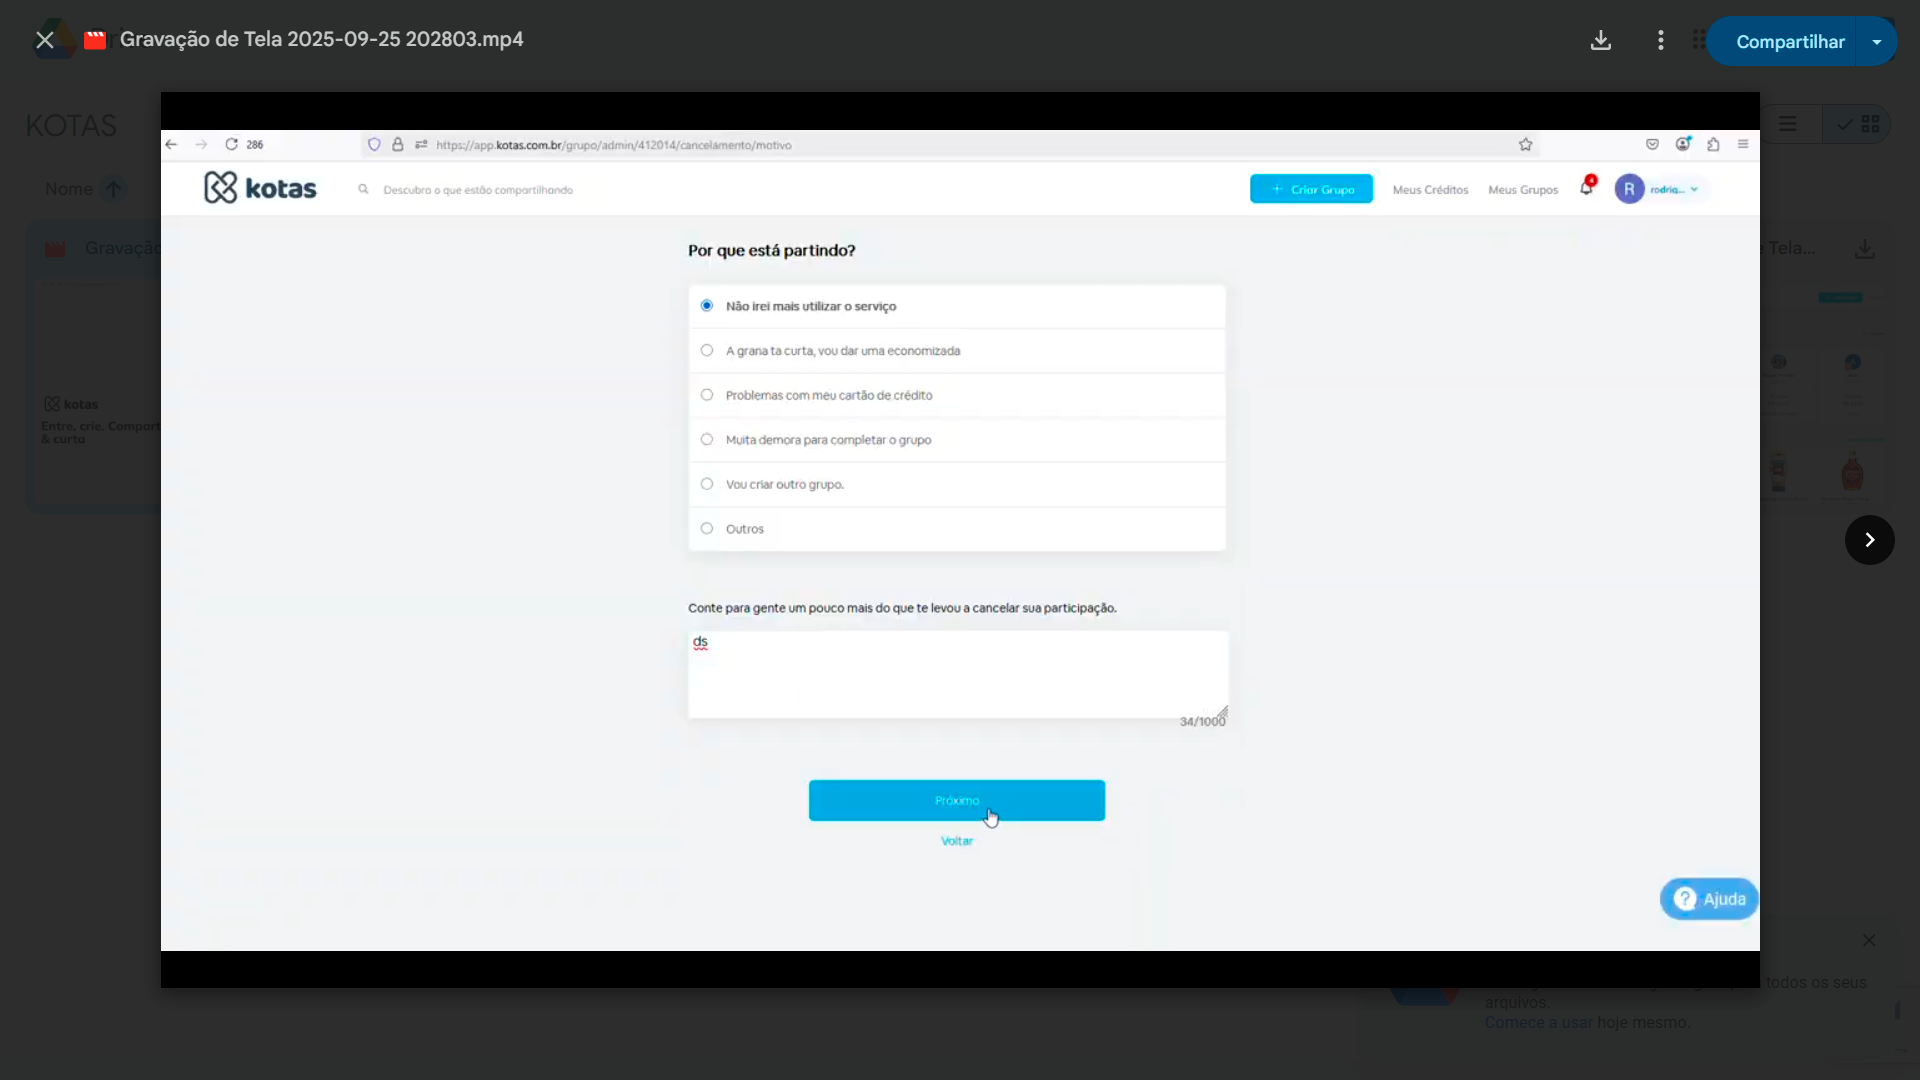 Gravação de Tela 2025-09-25 202803.mp4
Compartilhar
KOTAS
286
https://app.kotas.com.br/grupo/admin/412014/cancelamento/motivo
Nome
kotas
Descubra o que estão compartilhando
+ Criar Grupo
Meus Créditos
Meus Grupos
4
R
rodriq...
Gravação
Tela...
Por que está partindo?
Não irei mais utilizar o serviço
A grana ta curta, vou dar uma economizada
Problemas com meu cartão de crédito
Muita demora para completar o grupo
Vou criar outro grupo.
Outros
kotas
Entre, crie. Compart
& curta
Conte para gente um pouco mais do que te levou a cancelar sua participação.
ds
34/1000
Próximo
Voltar
? Ajuda
todos os seus
arquivos.
Comece a usar hoje mesmo.